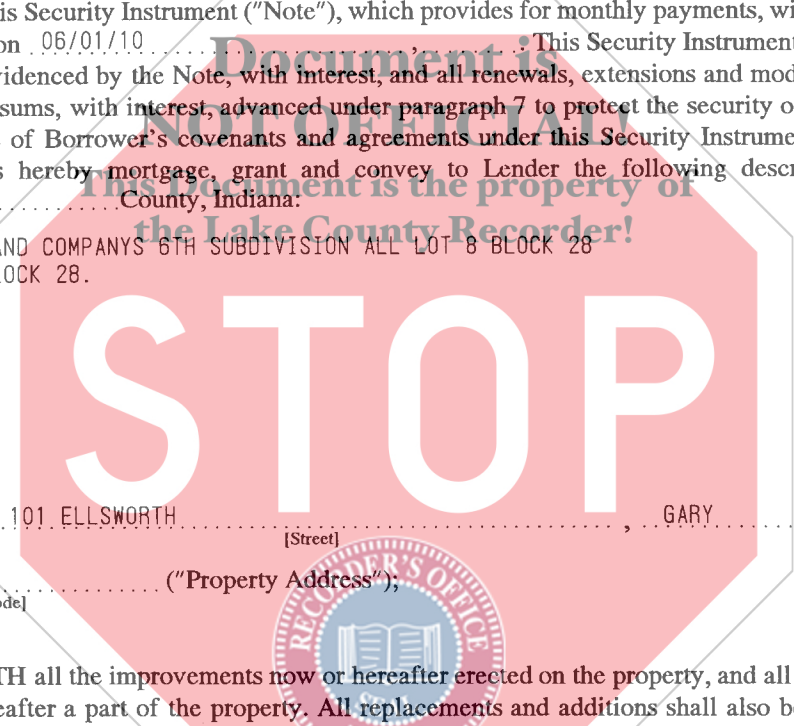 is Security Instrument ("Note"), which provides for monthly payments, wi
on 06/01/10 . . . . . . . . . . . . . . . . . . . . , . . . . . . . . : This Security Instrument
videnced by the Note, with interest, and all renewals, extensions and mod
sums, with interest, advanced under paragraph 7 to protect the security o
of Borrower's covenants and agreements under this Security Instrume
s hereby mortgage, grant and convey to Lender the following descr
. . . . . . . . . . County, Indiana:
Document is
NOT OFFICIAL!
This Document is the property of
the Lake County Recorder!
AND COMPANYS 6TH SUBDIVISION ALL LOT 8 BLOCK 28
LOCK 28.
STOP
101 ELLSWORTH . . . . . . . . . . . . . . . . . . . . . . . . . . . . . . , . . GARY . . . . .
[Street]
. . . . . . . . . . . . ("Property Address");
ode]
RECORDER'S OFFICE
SE
TH all the improvements now or hereafter erected on the property, and all
eafter a part of the property. All replacements and additions shall also b